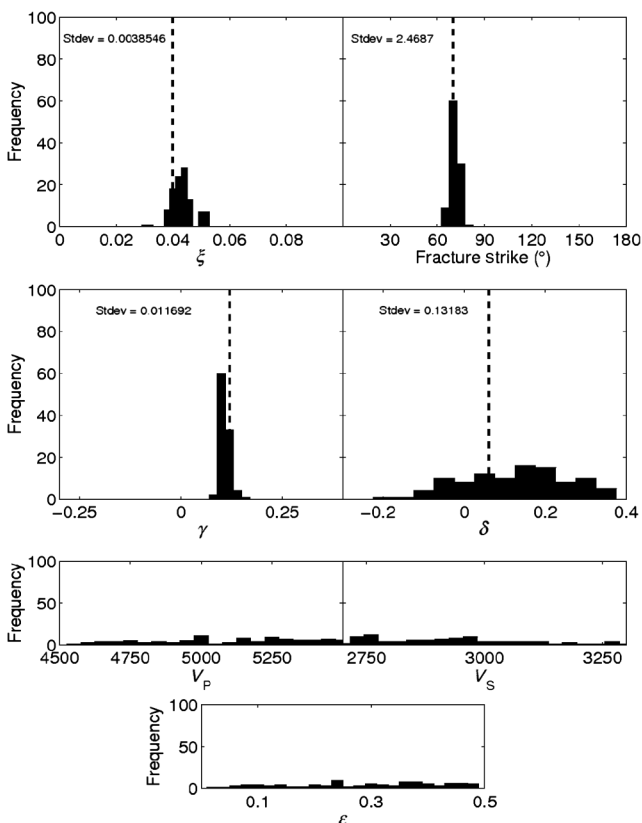 100 100
Stdev = 0.0038546 Stdev = 2.4687
80
60
Frequency
40
20
0
0 0.02 0.04 0.06 0.08 30 60 90 120 150 180
ξ Fracture strike (°)
100 100
Stdev = 0.011692 Stdev = 0.13183
80
60
Frequency
40
20
0
-0.25 0 0.25 -0.2 0 0.2 0.4
γ δ
100
50
Frequency
0
4500 4750 5000 5250 2750 3000 3250
VP VS
100
50
Frequency
0
0.1 0.3 0.5
ε